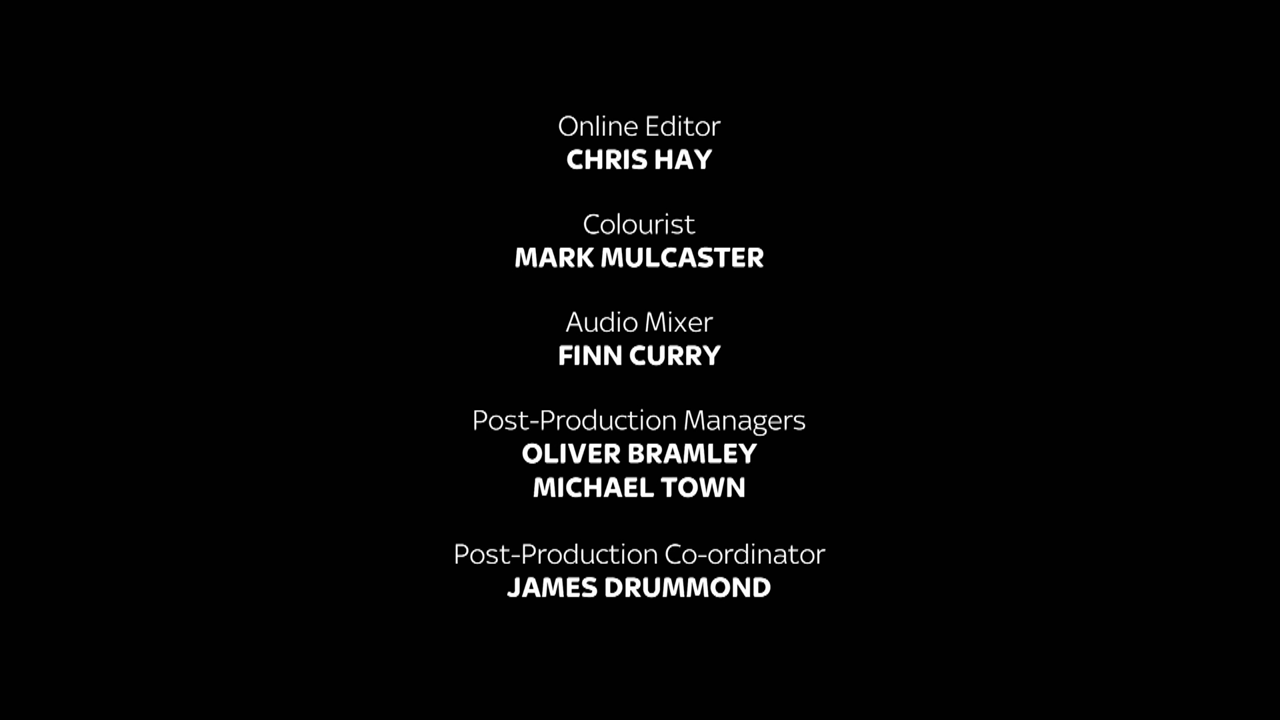 Online Editor
CHRIS HAY
Colourist
MARK MULCASTER
Audio Mixer
FINN CURRY
Post-Production Managers
OLIVER BRAMLEY
MICHAEL TOWN
Post-Production Co-ordinator
JAMES DRUMMOND